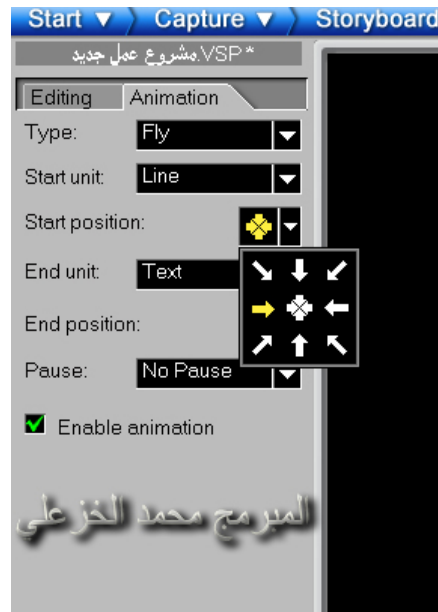 Start ▼ Capture ▼ Storyboard
مشروع عمل جديد.VSP*
Editing Animation
Type: Fly
Start unit: Line
Start position:
End unit: Text
End position:
Pause: No Pause
Enable animation
المبرمج محمد الخزعلي